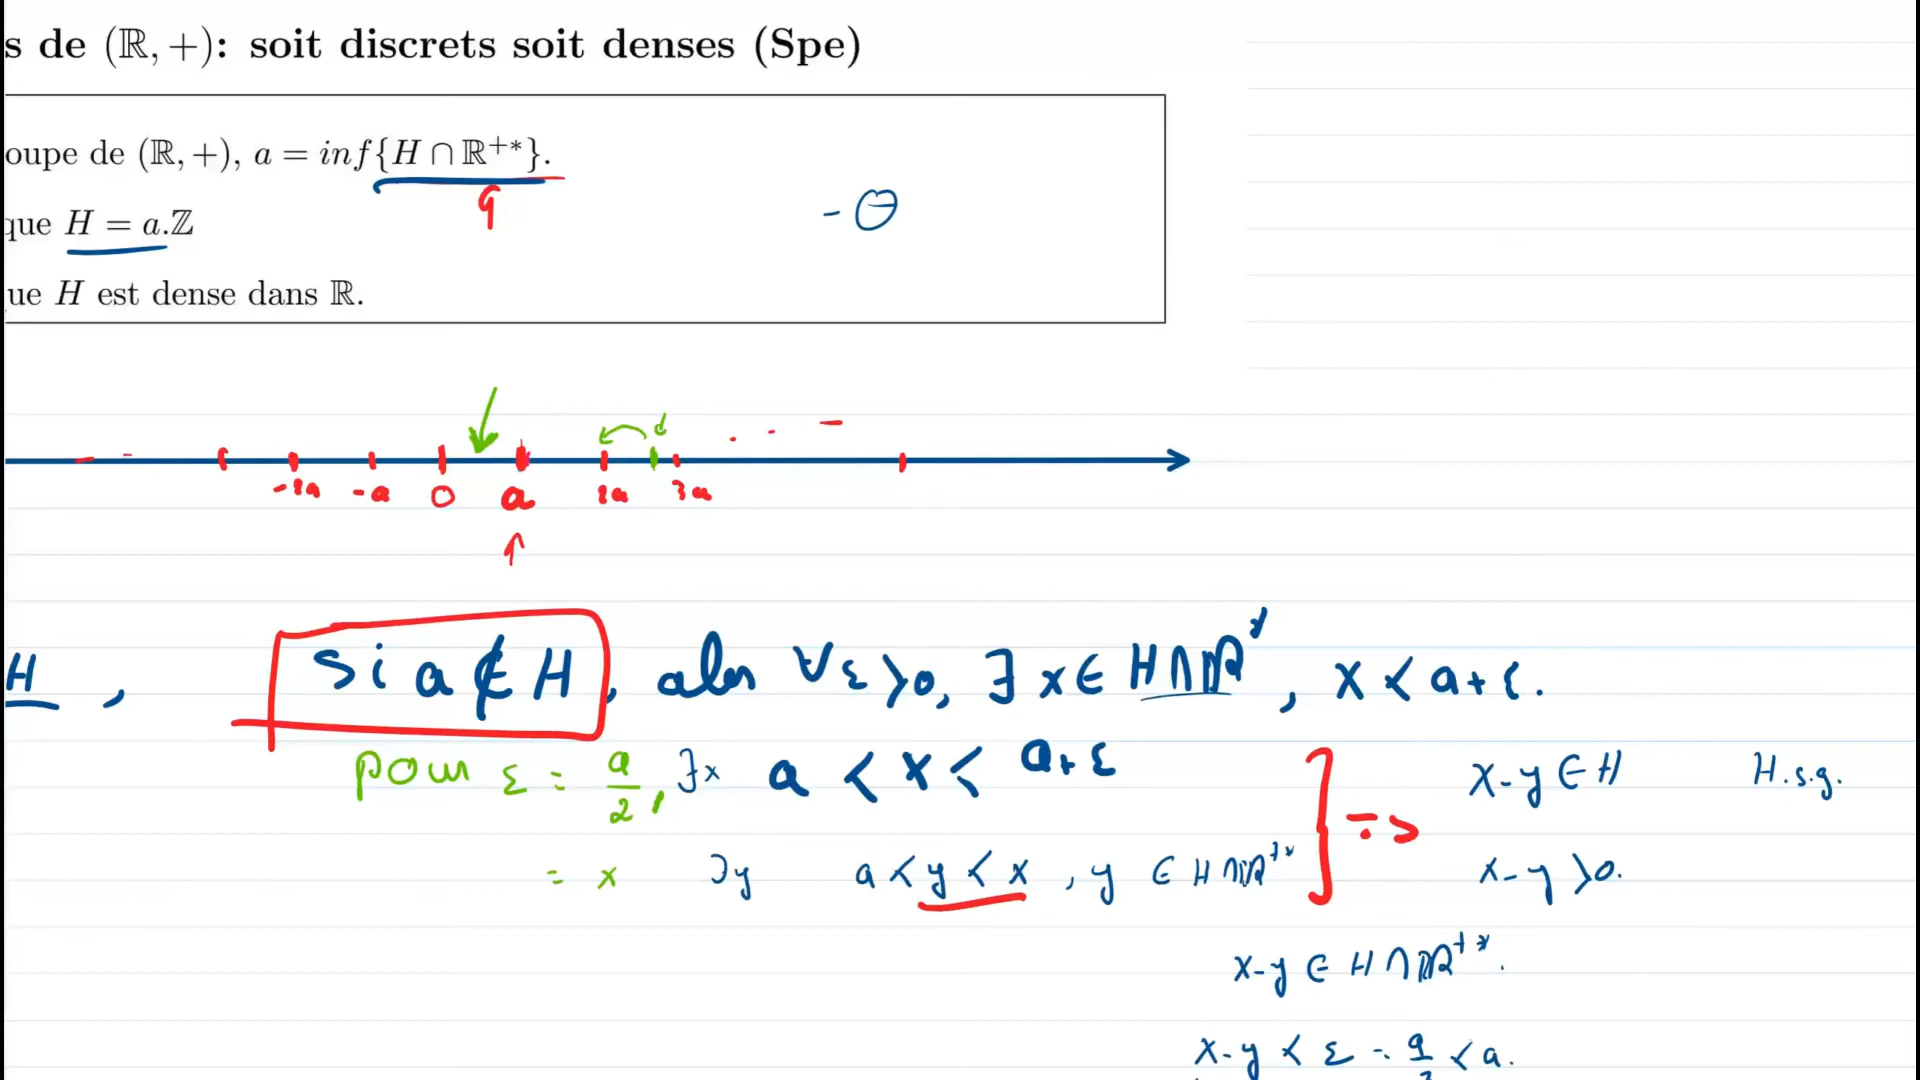 s de (ℝ, +): soit discrets soit denses (Spe)
oupe de (ℝ, +), a = inf{H ∩ ℝ⁺*}.
que H = a.ℤ
ue H est dense dans ℝ.
-2a -a 0 a 2a 3a
H , Si a ∉ H, alors ∀ε>0, ∃ x ∈ H∩ℝ*, x < a+ε.
pour ε = a/2, ∃x a < x < a+ε
x-y ∈ H H.s.g.
= x ∃y a < y < x , y ∈ H∩ℝ⁺* } => x-y >0.
x-y ∈ H∩ℝ⁺*.
x-y < ε = a/2 < a.